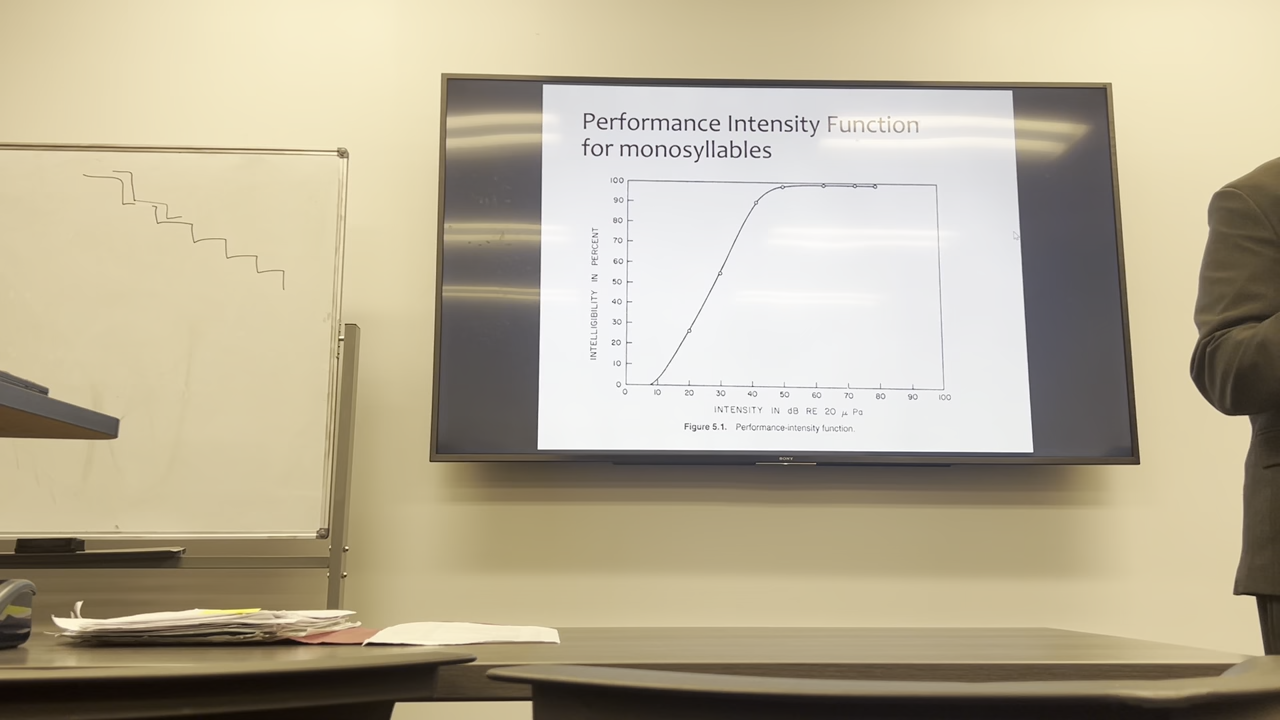 Performance Intensity Function
for monosyllables
100
90
80
70
60
50
40
30
20
10
0
INTELLIGIBILITY IN PERCENT
0 10 20 30 40 50 60 70 80 90 100
INTENSITY IN dB RE 20 μ Pa
Figure 5.1. Performance-intensity function.
SONY